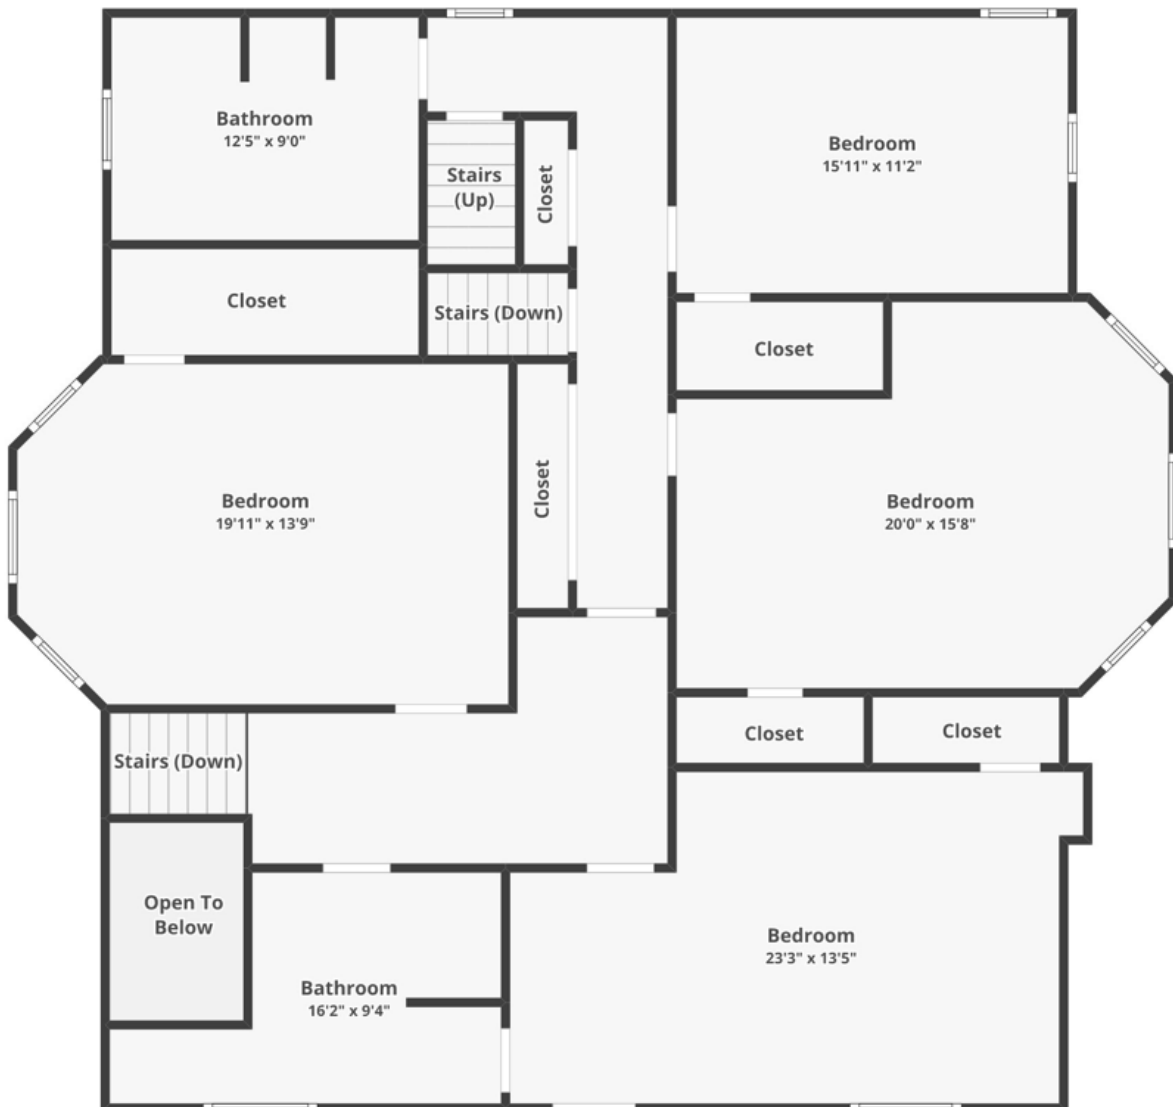 Bathroom
12'5" x 9'0"
Bedroom
15'11" x 11'2"
Stairs
(Up)
Closet
Closet
Stairs (Down)
Closet
Bedroom
19'11" x 13'9"
Closet
Bedroom
20'0" x 15'8"
Stairs (Down)
Closet
Closet
Open To
Below
Bedroom
23'3" x 13'5"
Bathroom
16'2" x 9'4"